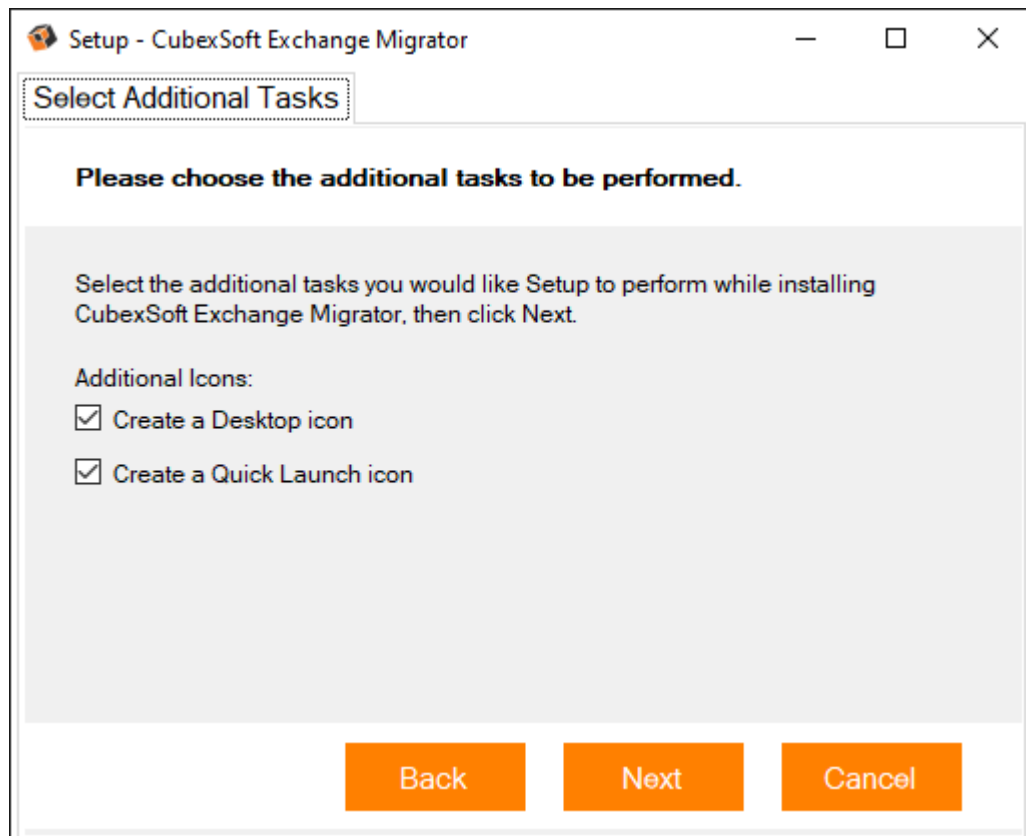 Setup - CubexSoft Exchange Migrator
Select Additional Tasks
Please choose the additional tasks to be performed.
Select the additional tasks you would like Setup to perform while installing
CubexSoft Exchange Migrator, then click Next.
Additional Icons:
Create a Desktop icon
Create a Quick Launch icon
Back Next Cancel